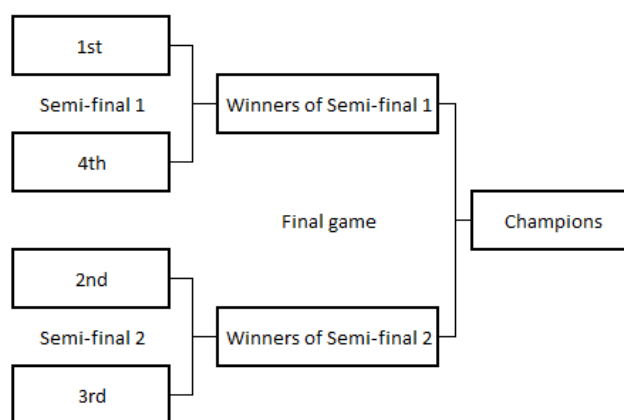 1st
Semi-final 1
4th
Winners of Semi-final 1
Final game
Champions
2nd
Semi-final 2
3rd
Winners of Semi-final 2